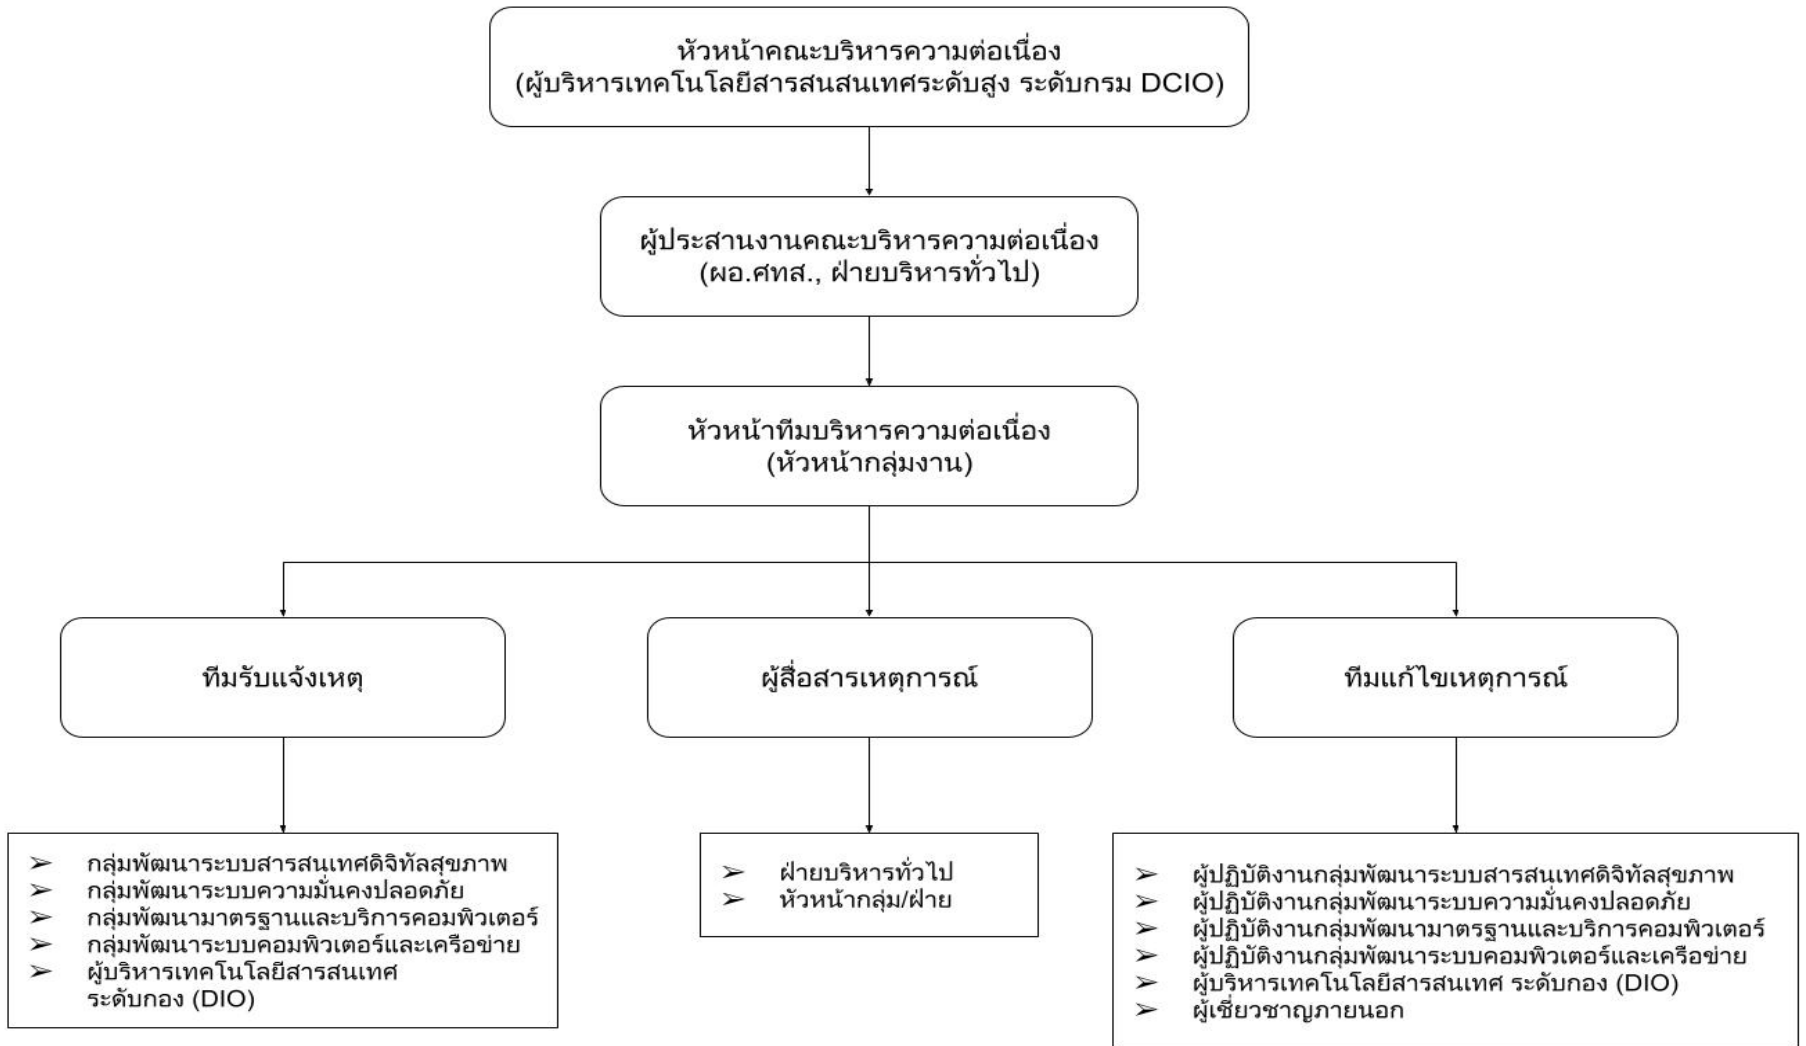 หัวหน้าคณะบริหารความต่อเนื่อง
(ผู้บริหารเทคโนโลยีสารสนสนเทศระดับสูง ระดับกรม DCIO)
ผู้ประสานงานคณะบริหารความต่อเนื่อง
(ผอ.ศทส., ฝ่ายบริหารทั่วไป)
หัวหน้าทีมบริหารความต่อเนื่อง
(หัวหน้ากลุ่มงาน)
ทีมรับแจ้งเหตุ
ผู้สื่อสารเหตุการณ์
ทีมแก้ไขเหตุการณ์
➢ กลุ่มพัฒนาระบบสารสนเทศดิจิทัลสุขภาพ
➢ กลุ่มพัฒนาระบบความมั่นคงปลอดภัย
➢ กลุ่มพัฒนามาตรฐานและบริการคอมพิวเตอร์
➢ กลุ่มพัฒนาระบบคอมพิวเตอร์และเครือข่าย
➢ ผู้บริหารเทคโนโลยีสารสนเทศ
ระดับกอง (DIO)
➢ ฝ่ายบริหารทั่วไป
➢ หัวหน้ากลุ่ม/ฝ่าย
➢ ผู้ปฏิบัติงานกลุ่มพัฒนาระบบสารสนเทศดิจิทัลสุขภาพ
➢ ผู้ปฏิบัติงานกลุ่มพัฒนาระบบความมั่นคงปลอดภัย
➢ ผู้ปฏิบัติงานกลุ่มพัฒนามาตรฐานและบริการคอมพิวเตอร์
➢ ผู้ปฏิบัติงานกลุ่มพัฒนาระบบคอมพิวเตอร์และเครือข่าย
➢ ผู้บริหารเทคโนโลยีสารสนเทศ ระดับกอง (DIO)
➢ ผู้เชี่ยวชาญภายนอก